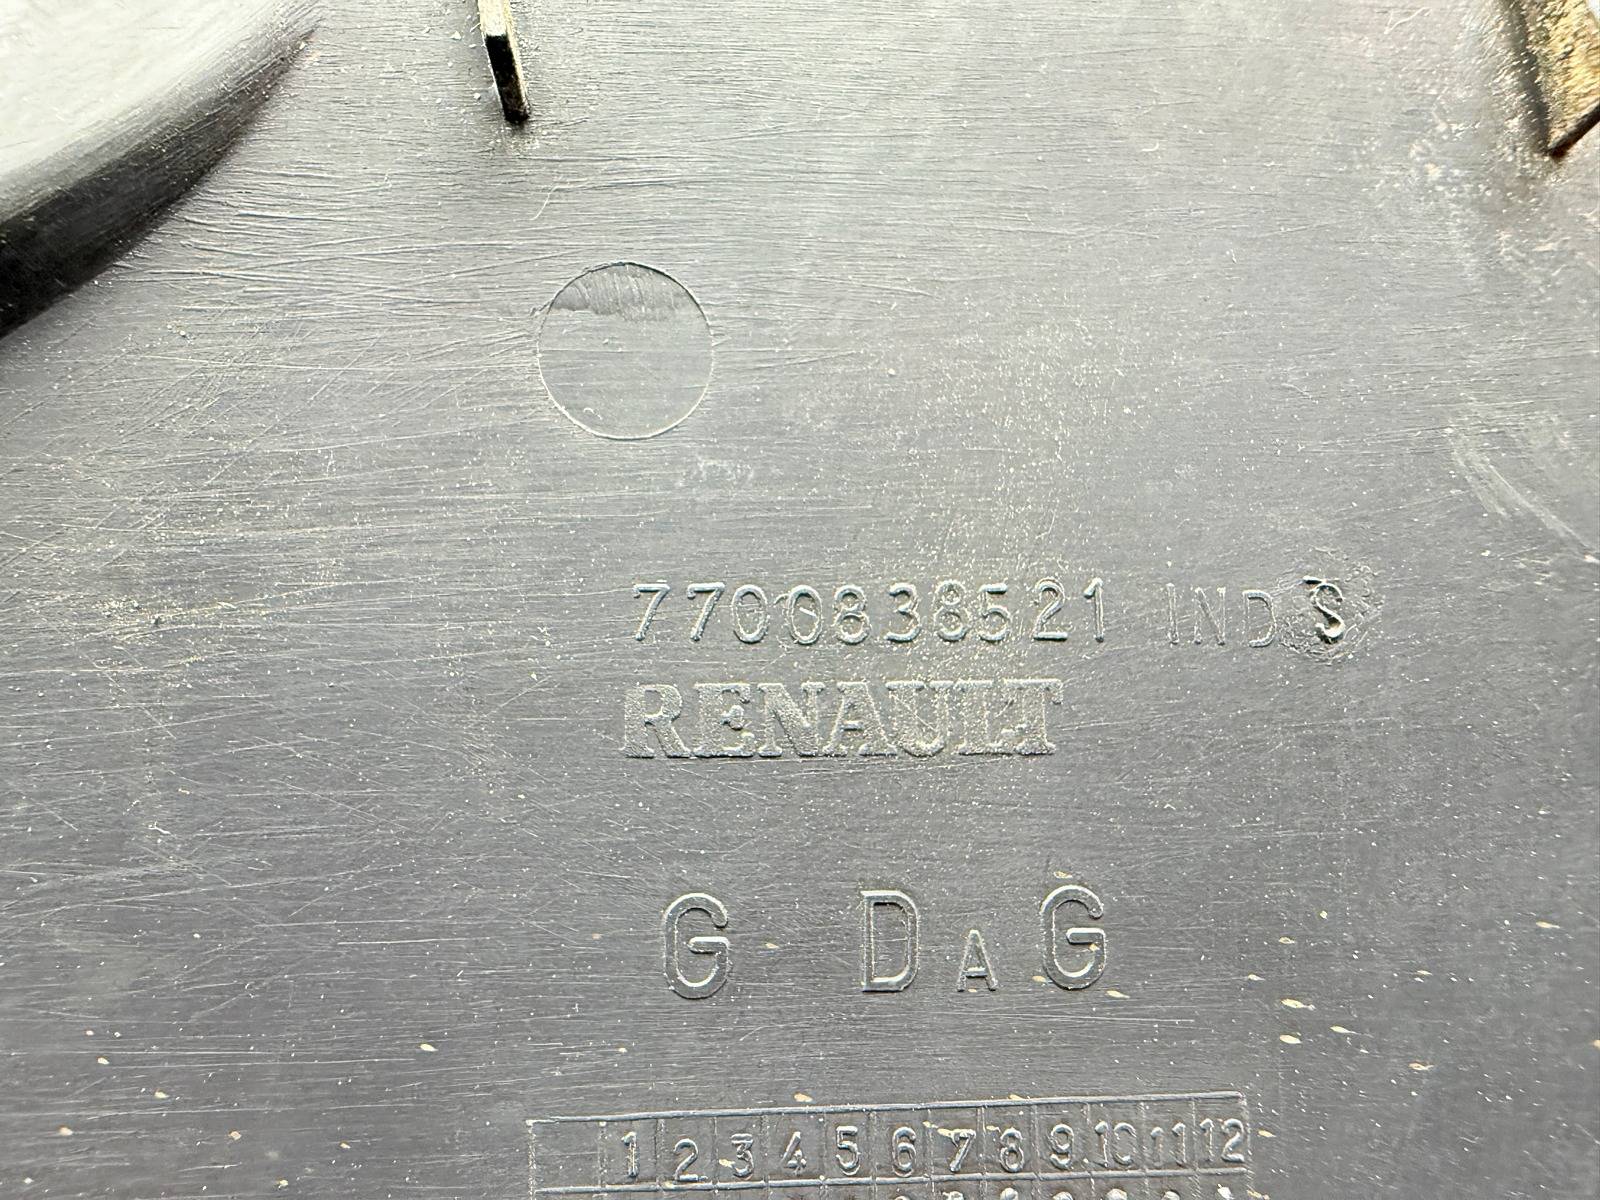 7700838521 IND S
RENAULT
G DAG
1 2 3 4 5 6 7 8 9 10 11 12